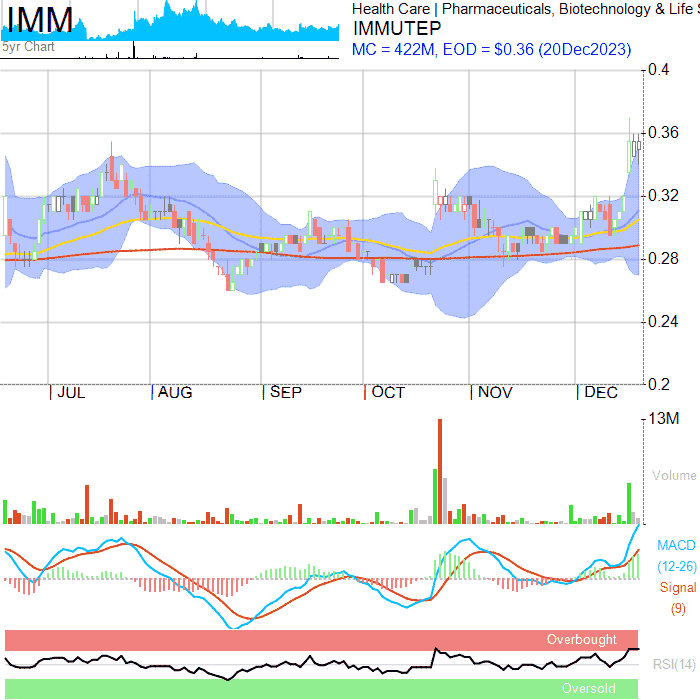 IMM
5yr Chart
Health Care | Pharmaceuticals, Biotechnology & Life S
IMMUTEP
MC = 422M, EOD = $0.36 (20Dec2023)
0.4
0.36
0.32
0.28
0.24
0.2
JUL
AUG
SEP
OCT
NOV
DEC
13M
Volume
MACD
(12-26)
Signal
(9)
Overbought
RSI(14)
Oversold